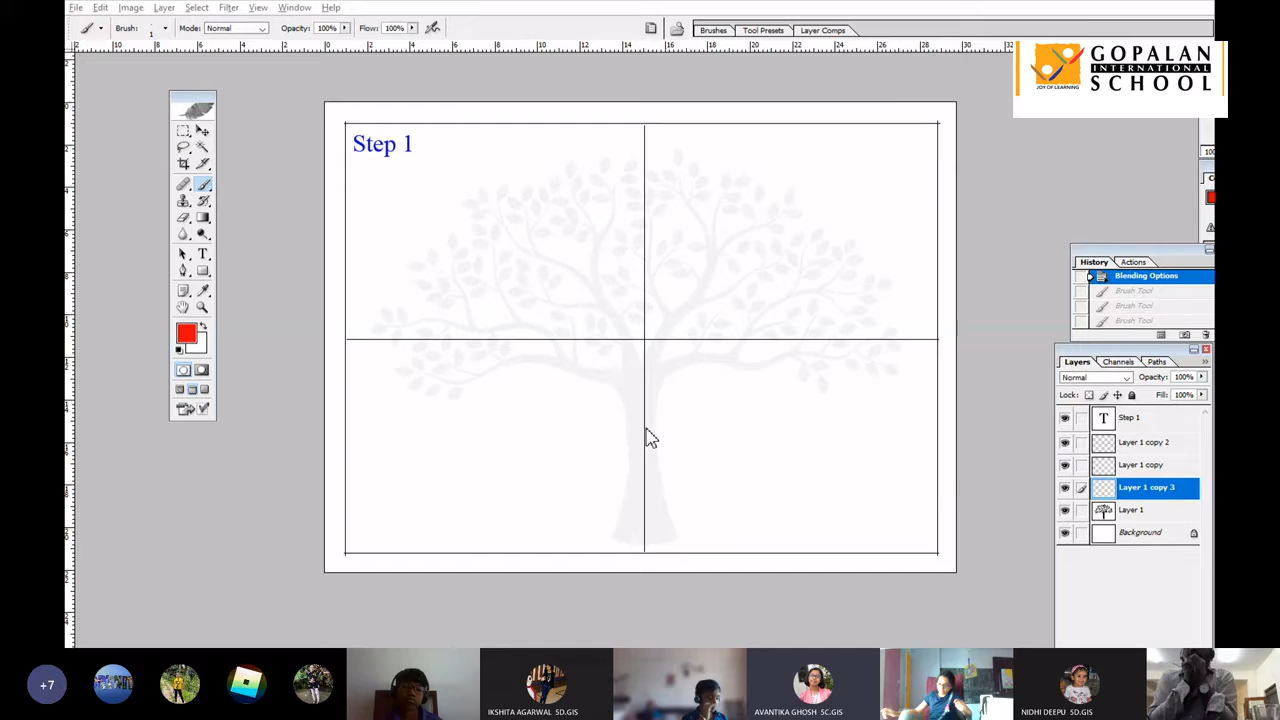 File Edit Image Layer Select Filter View Window Help
Brush: 1 Mode: Normal Opacity: 100% Flow: 100% Brushes Tool Presets Layer Comps
GOPALAN
INTERNATIONAL
SCHOOL
JOY OF LEARNING
Step 1
History Actions
Blending Options
Brush Tool
Brush Tool
Brush Tool
Layers Channels Paths
Normal Opacity: 100%
Lock: Fill: 100%
T Step 1
Layer 1 copy 2
Layer 1 copy
Layer 1 copy 3
Layer 1
Background
+7
IKSHITA AGARWAL 5D.GIS
AVANTIKA GHOSH 5C.GIS
NIDHI DEEPU 5D.GIS